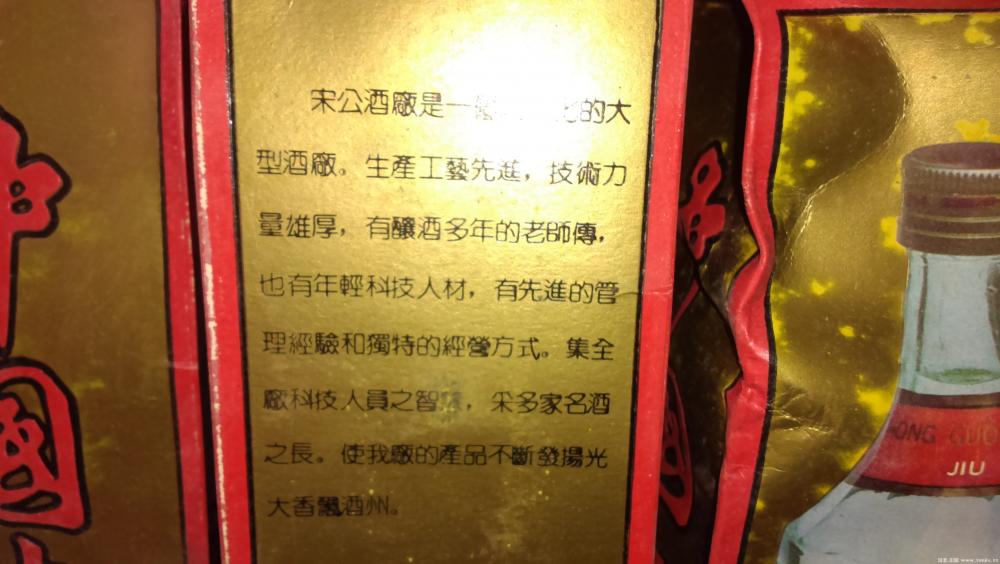 宋公酒廠是一的大
型酒廠。生產工藝先進，技術力
量雄厚，有釀酒多年的老師傳，
也有年輕科技人材，有先進的管
理經驗和獨特的經營方式。集全
廠科技人員之智，采多家名酒
之長。使我廠的產品不斷發揚光
大香飄酒州。
國
ONG GUO
JIU